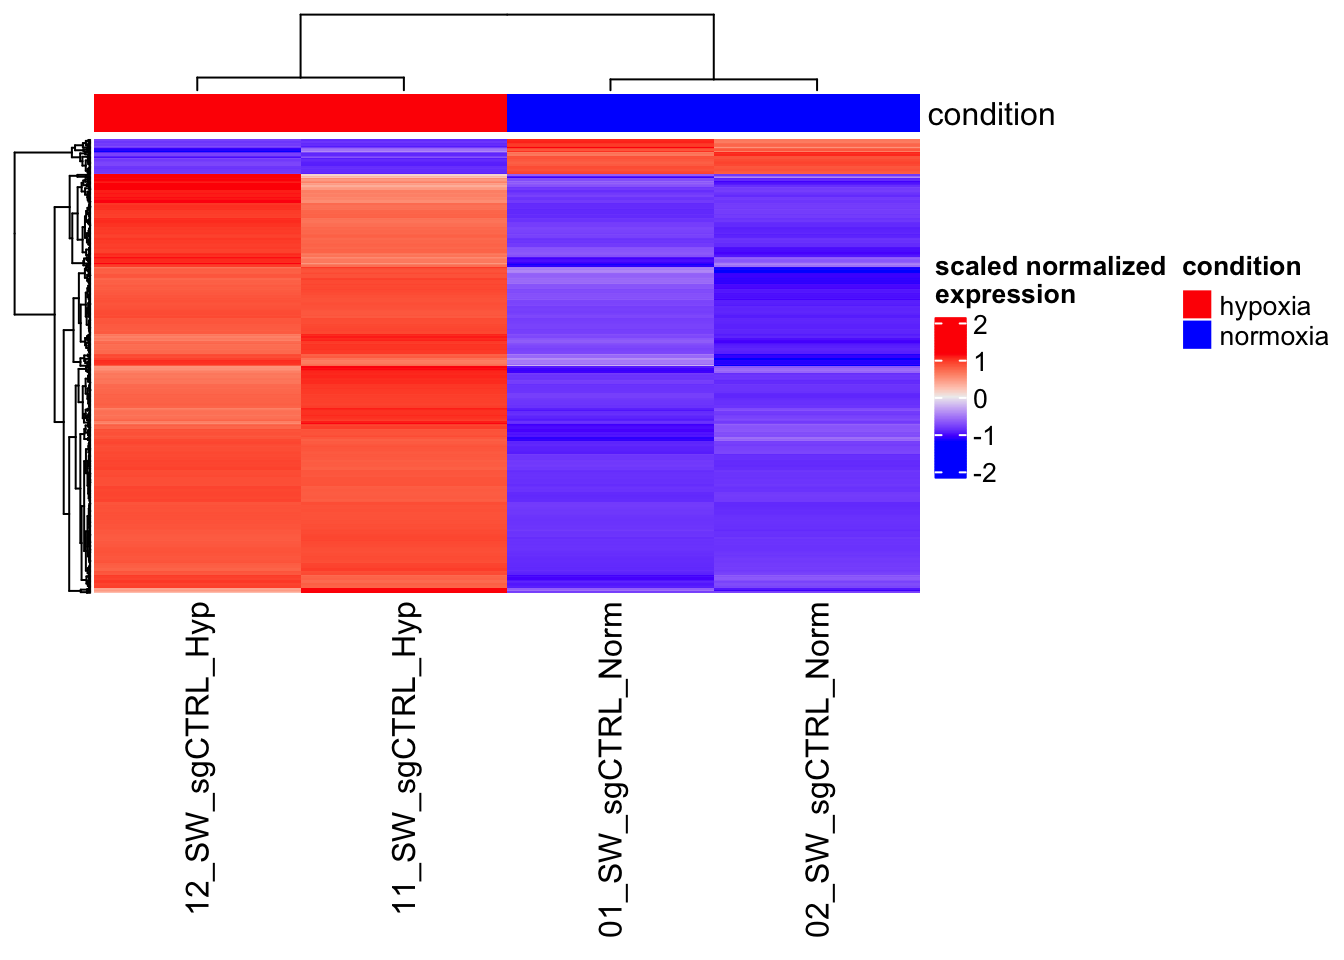 condition
scaled normalized
expression
2
1
0
-1
-2
condition
hypoxia
normoxia
12_SW_sgCTRL_Hyp
11_SW_sgCTRL_Hyp
01_SW_sgCTRL_Norm
02_SW_sgCTRL_Norm